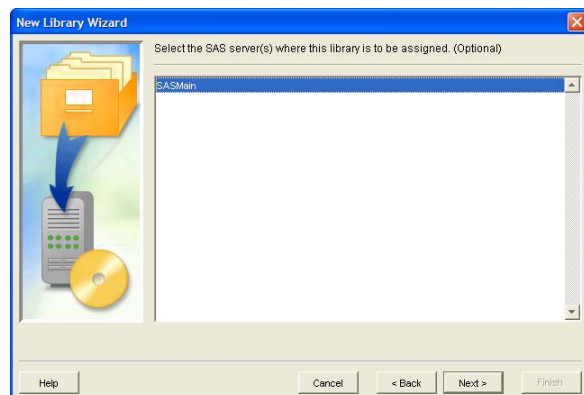 New Library Wizard
Select the SAS server(s) where this library is to be assigned. (Optional)
SASMain
Help Cancel < Back Next > Finish